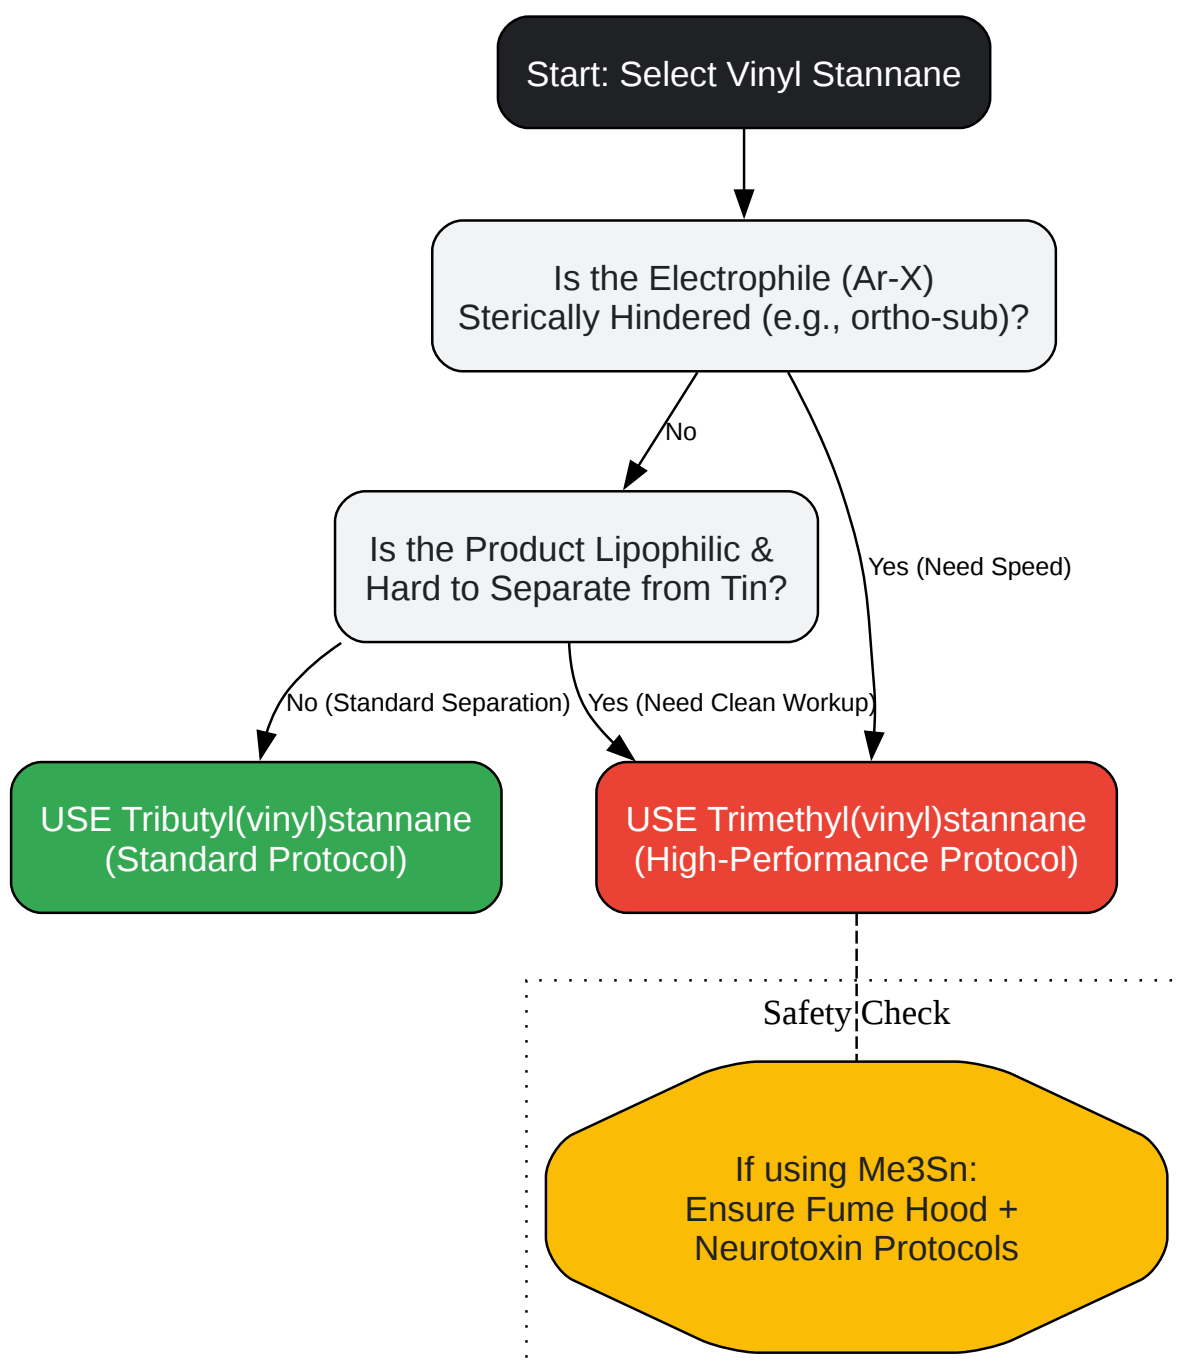 Start: Select Vinyl Stannane
Is the Electrophile (Ar-X)
Sterically Hindered (e.g., ortho-sub)?
No
Yes (Need Speed)
Is the Product Lipophilic &
Hard to Separate from Tin?
No (Standard Separation)
Yes (Need Clean Workup)
USE Tributyl(vinyl)stannane
(Standard Protocol)
USE Trimethyl(vinyl)stannane
(High-Performance Protocol)
Safety Check
If using Me3Sn:
Ensure Fume Hood +
Neurotoxin Protocols